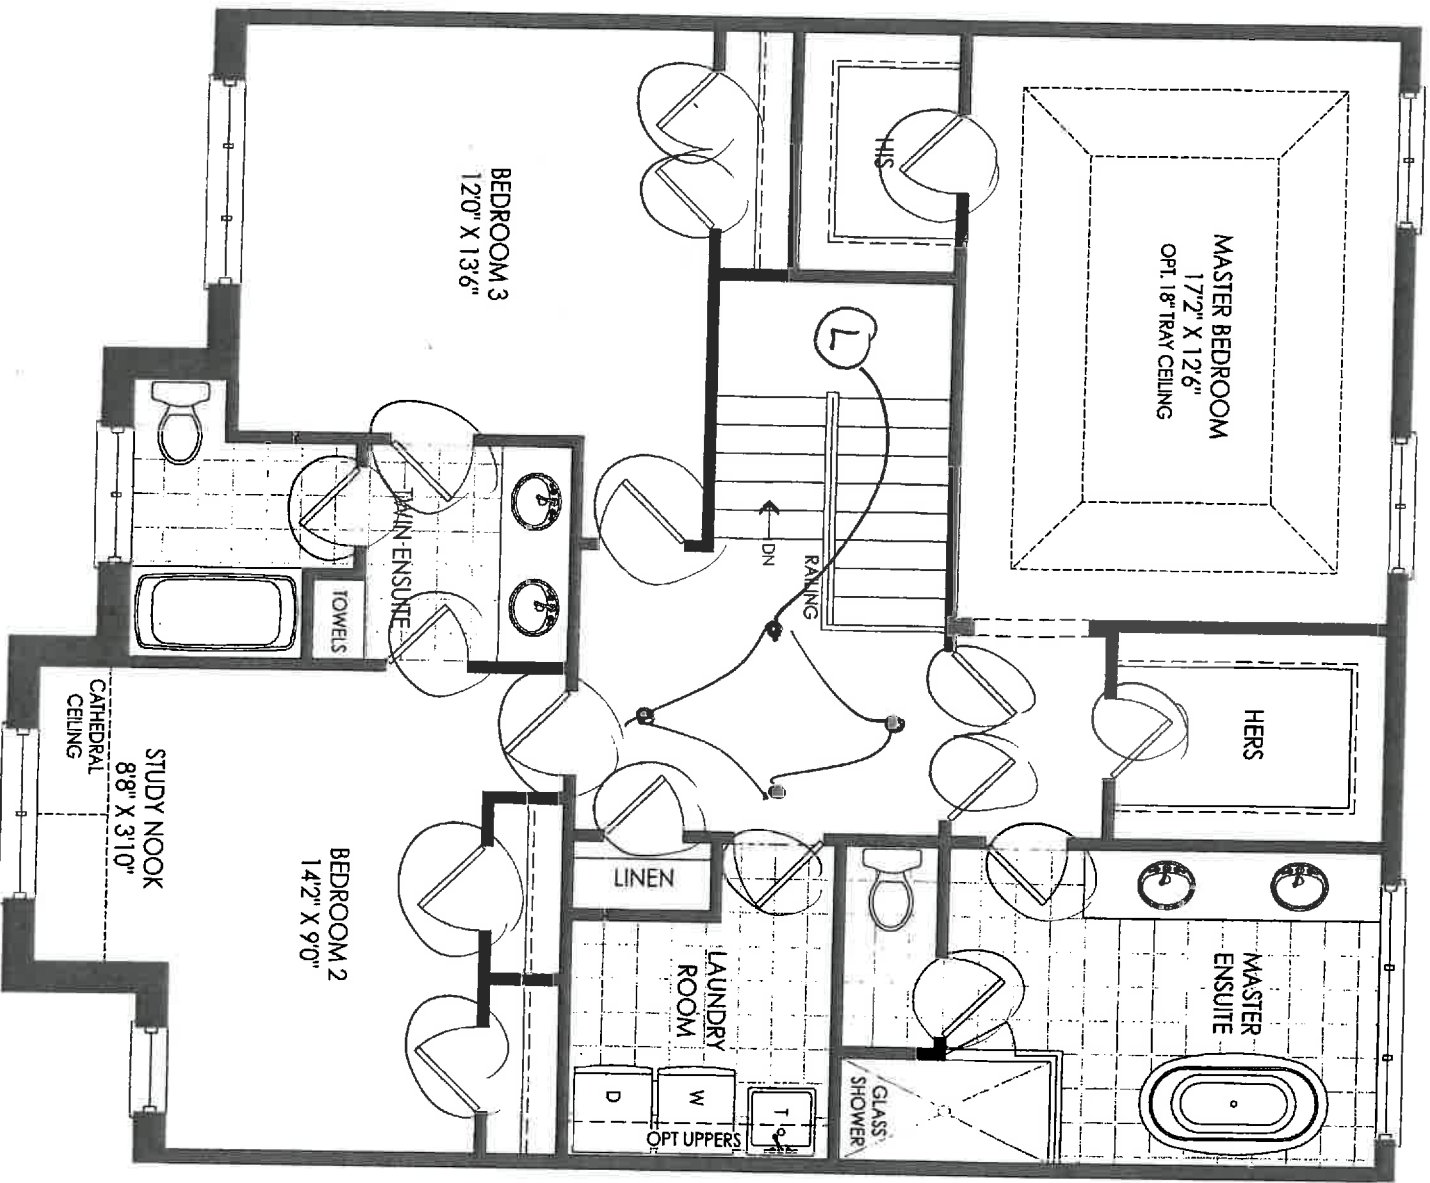 MASTER BEDROOM
17'2" X 12'6"
OPT. 18" TRAY CEILING
HIS
BEDROOM 3
12'0" X 13'6"
L
DN
RAILING
TWIN-ENSUITE
TOWELS
HERS
CATHEDRAL
CEILING
STUDY NOOK
8'8" X 3'10"
BEDROOM 2
14'2" X 9'0"
LINEN
LAUNDRY
ROOM
MASTER
ENSUITE
GLASS
SHOWER
D
W
T
OPT UPPERS